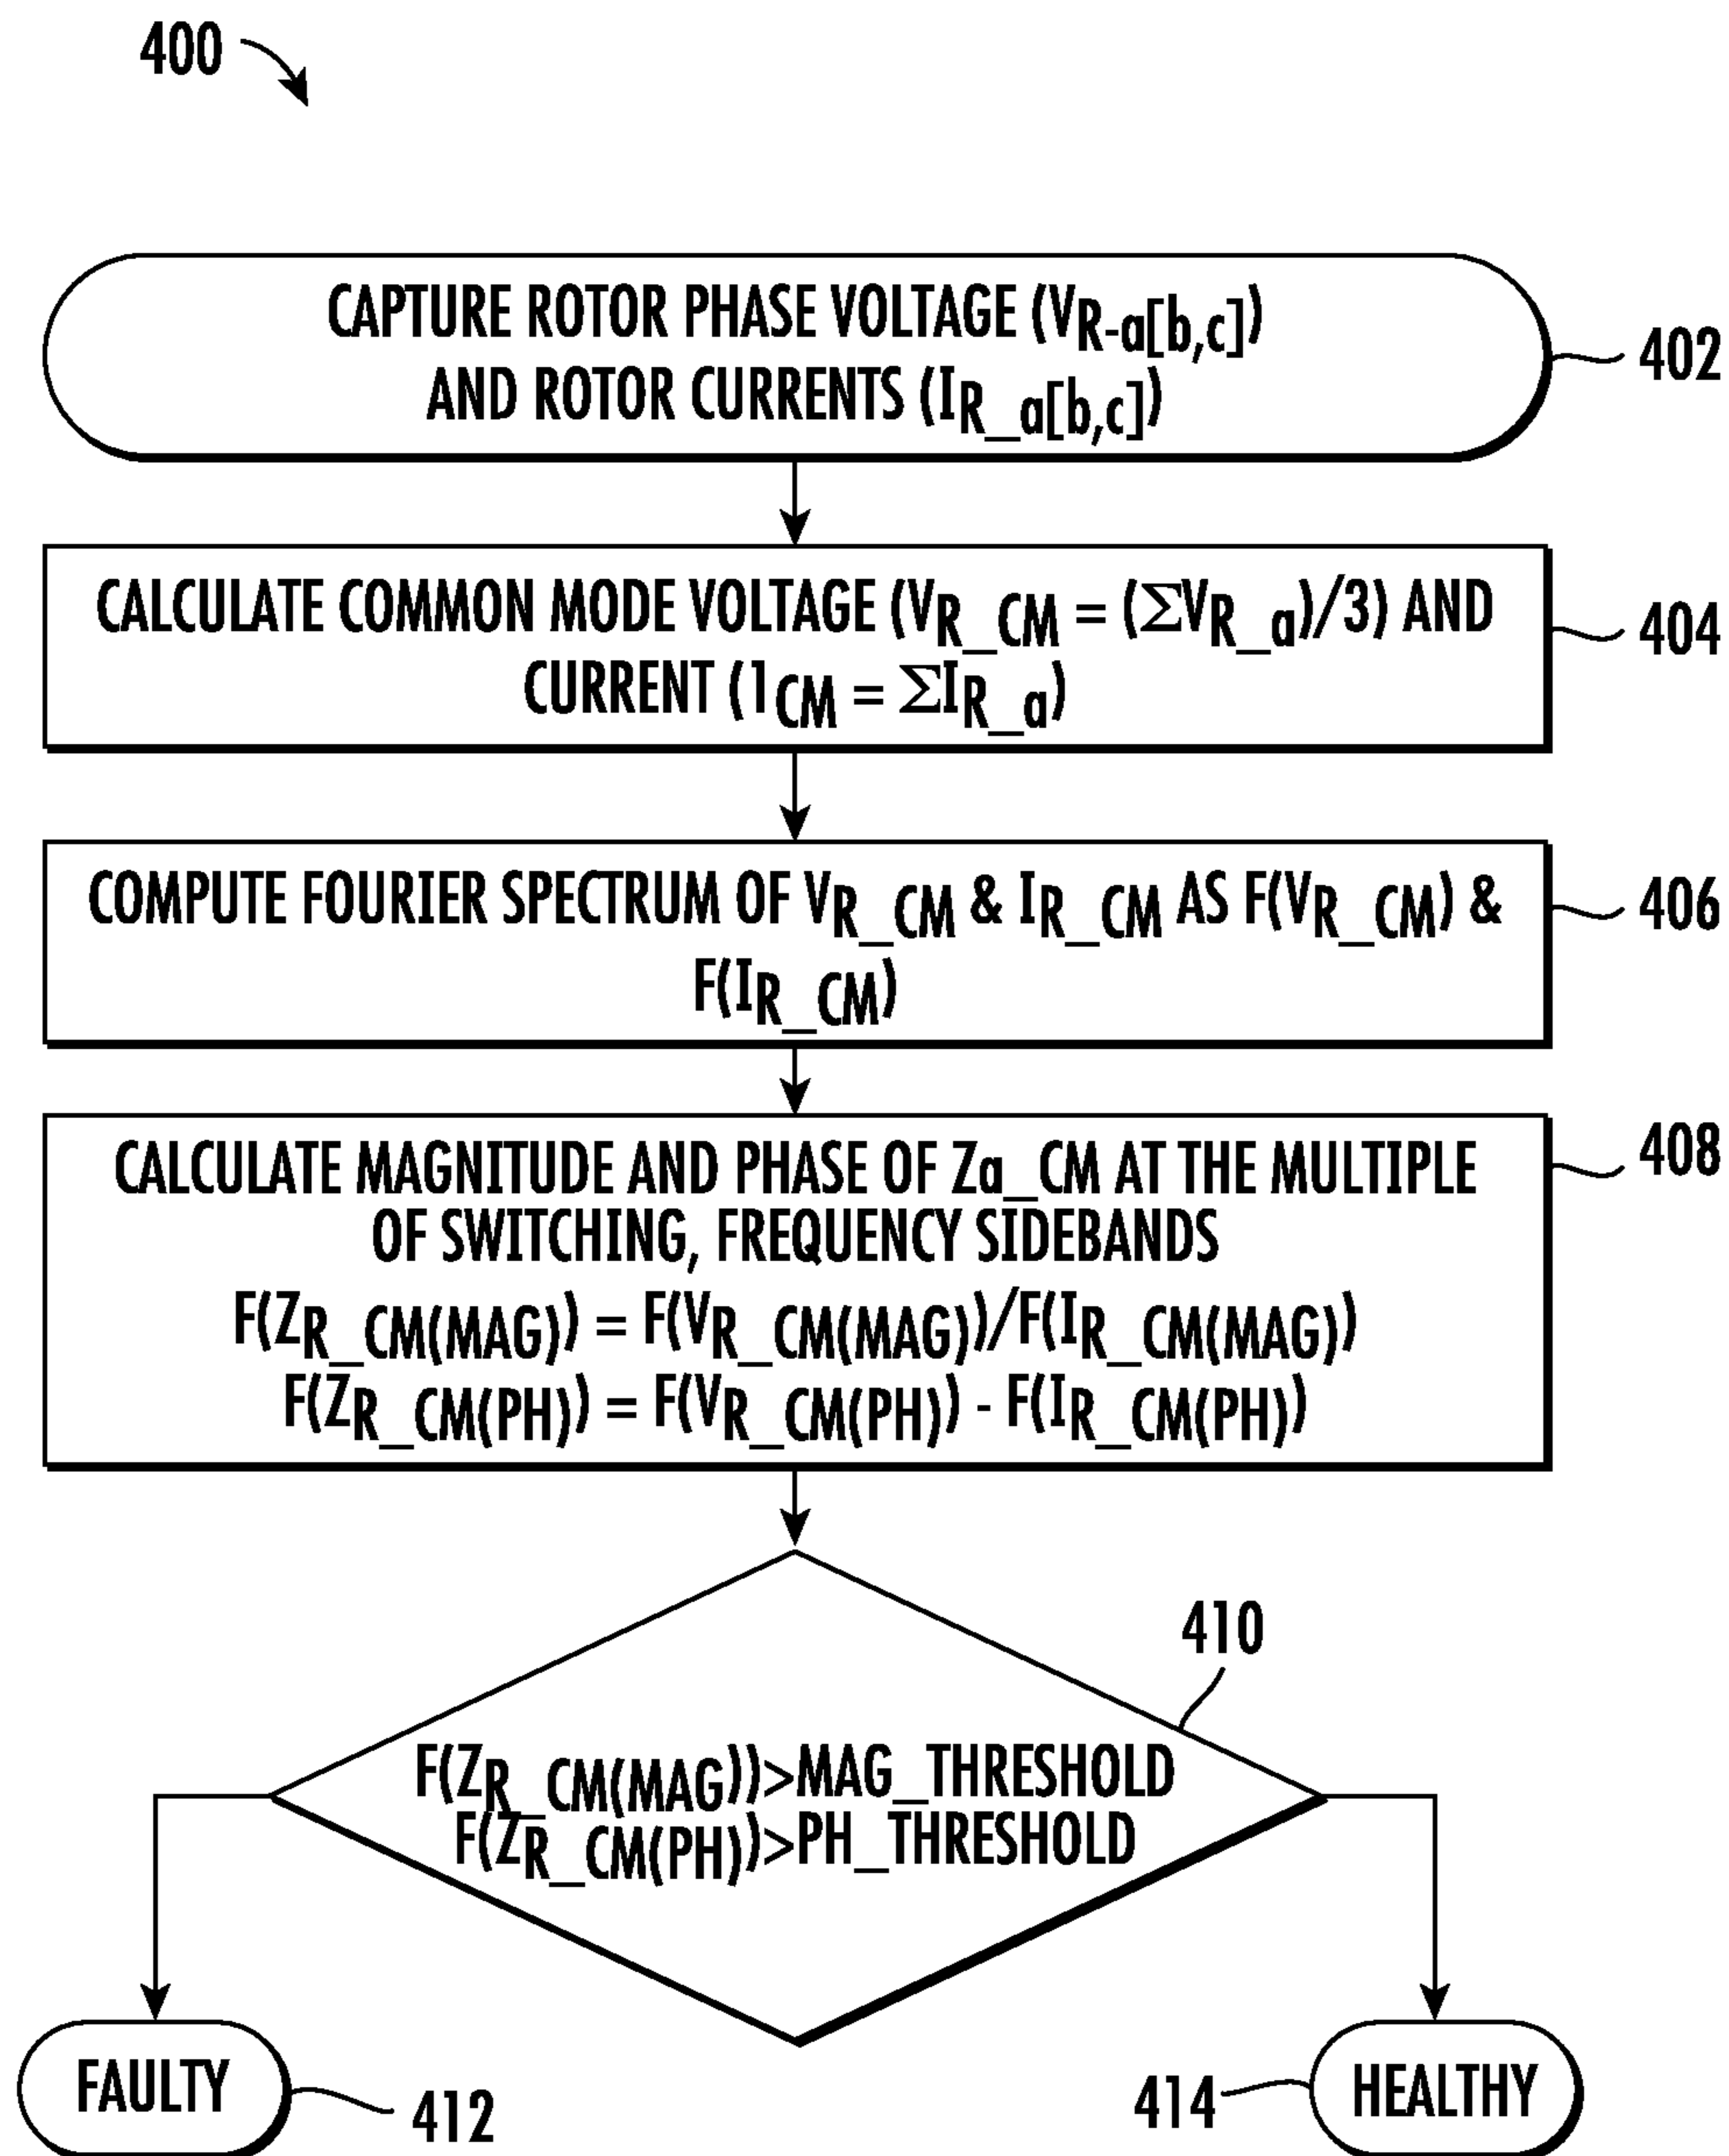 400
CAPTURE ROTOR PHASE VOLTAGE (VR-a[b,c])
AND ROTOR CURRENTS (IR_a[b,c])
402
CALCULATE COMMON MODE VOLTAGE (VR_CM = (ΣVR_a)/3) AND
CURRENT (1CM = ΣIR_a)
404
COMPUTE FOURIER SPECTRUM OF VR_CM & IR_CM AS F(VR_CM) &
F(IR_CM)
406
CALCULATE MAGNITUDE AND PHASE OF Za_CM AT THE MULTIPLE
OF SWITCHING, FREQUENCY SIDEBANDS
F(ZR_CM(MAG)) = F(VR_CM(MAG))/F(IR_CM(MAG))
F(ZR_CM(PH)) = F(VR_CM(PH)) - F(IR_CM(PH))
408
410
F(ZR_CM(MAG))>MAG_THRESHOLD
F(ZR_CM(PH))>PH_THRESHOLD
FAULTY
412
414
HEALTHY